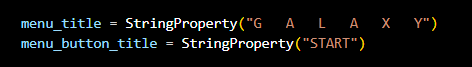 menu_title = StringProperty("G   A   L   A   X   Y")
menu_button_title = StringProperty("START")